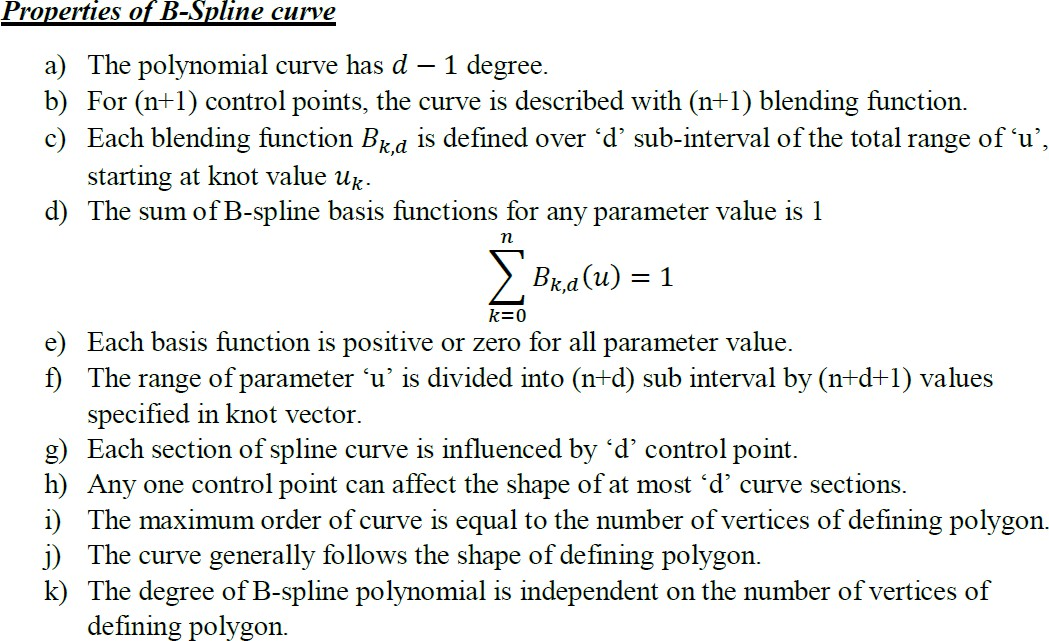 Properties of B-Spline curve
a) The polynomial curve has d − 1 degree.
b) For (n+1) control points, the curve is described with (n+1) blending function.
c) Each blending function B_{k,d} is defined over ‘d’ sub-interval of the total range of ‘u’,
starting at knot value u_k.
d) The sum of B-spline basis functions for any parameter value is 1
n
∑ B_{k,d}(u) = 1
k=0
e) Each basis function is positive or zero for all parameter value.
f) The range of parameter ‘u’ is divided into (n+d) sub interval by (n+d+1) values
specified in knot vector.
g) Each section of spline curve is influenced by ‘d’ control point.
h) Any one control point can affect the shape of at most ‘d’ curve sections.
i) The maximum order of curve is equal to the number of vertices of defining polygon.
j) The curve generally follows the shape of defining polygon.
k) The degree of B-spline polynomial is independent on the number of vertices of
defining polygon.